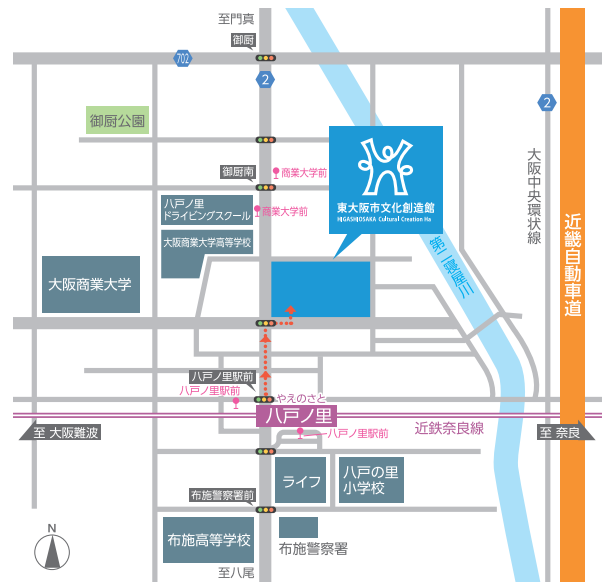 至門真
御厨
702
2
御厨公園
2
大阪中央環状線
御厨南
商業大学前
八戸ノ里
ドライビングスクール
商業大学前
東大阪市文化創造館
HIGASHIOSAKA Cultural Creation Ha
大阪商業大学高等学校
第二寝屋川
近畿自動車道
大阪商業大学
八戸ノ里駅前
八戸ノ里駅前
やえのさと
八戸ノ里
至 大阪難波
八戸ノ里駅前
近鉄奈良線
至 奈良
ライフ
八戸の里
小学校
布施警察署前
N
布施高等学校
布施警察署
至八尾